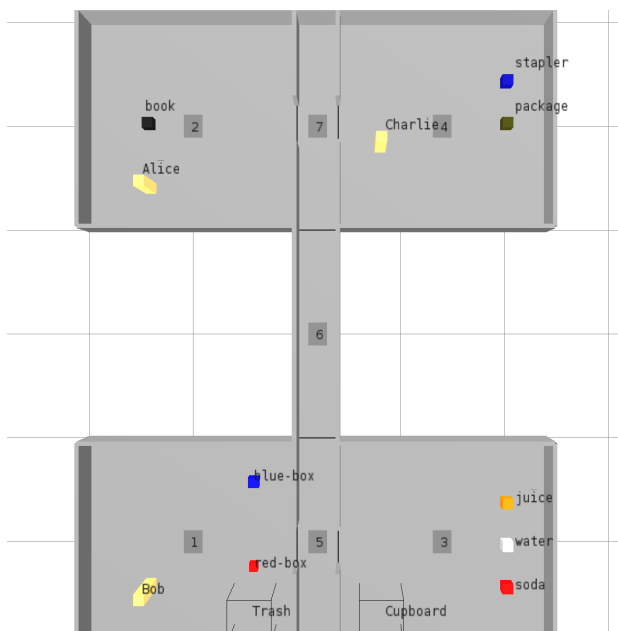 stapler
book
package
2
7
Charlie
4
Alice
6
blue-box
juice
1
5
3
water
red-box
Bob
soda
Trash
Cupboard